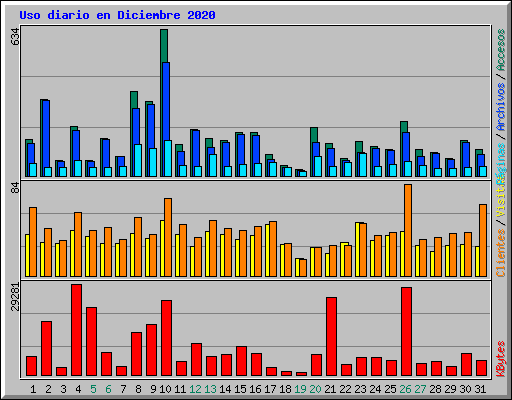 Uso diario en Diciembre 2020
634
84
29281
Accesos / Archivos / Páginas
Clientes / visits
KBytes
1 2 3 4 5 6 7 8 9 10 11 12 13 14 15 16 17 18 19 20 21 22 23 24 25 26 27 28 29 30 31